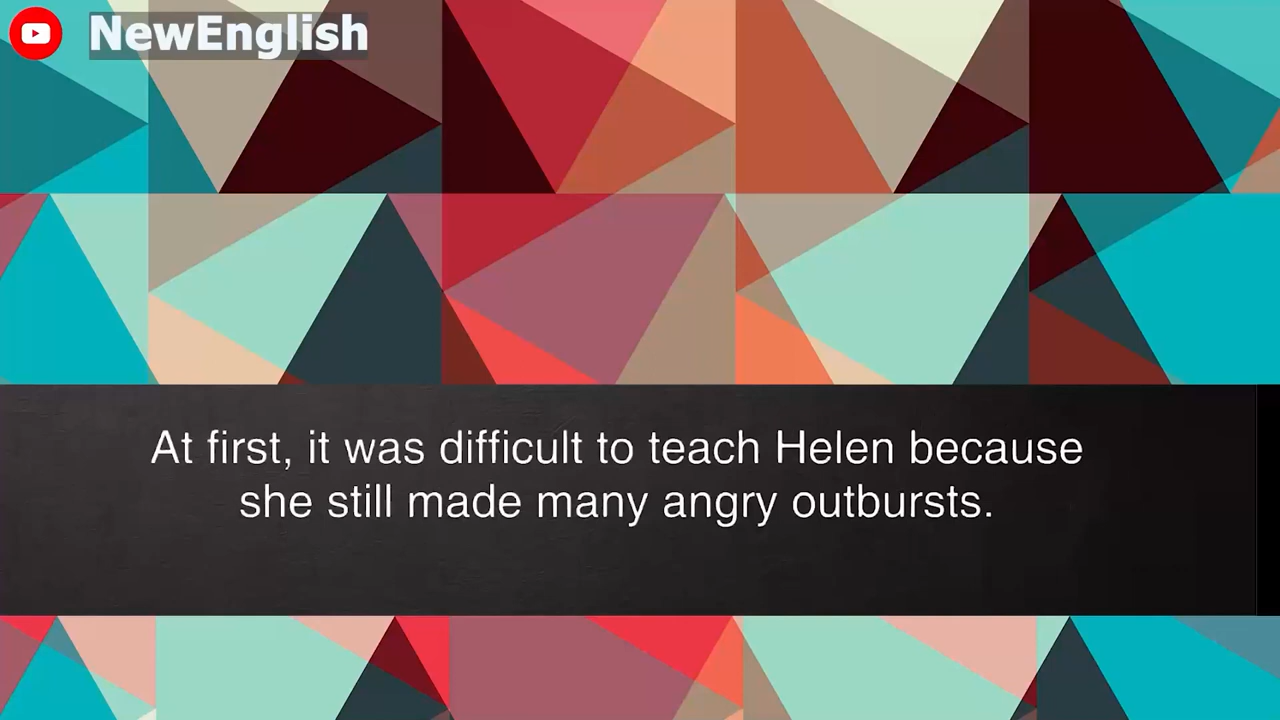 NewEnglish
At first, it was difficult to teach Helen because
she still made many angry outbursts.